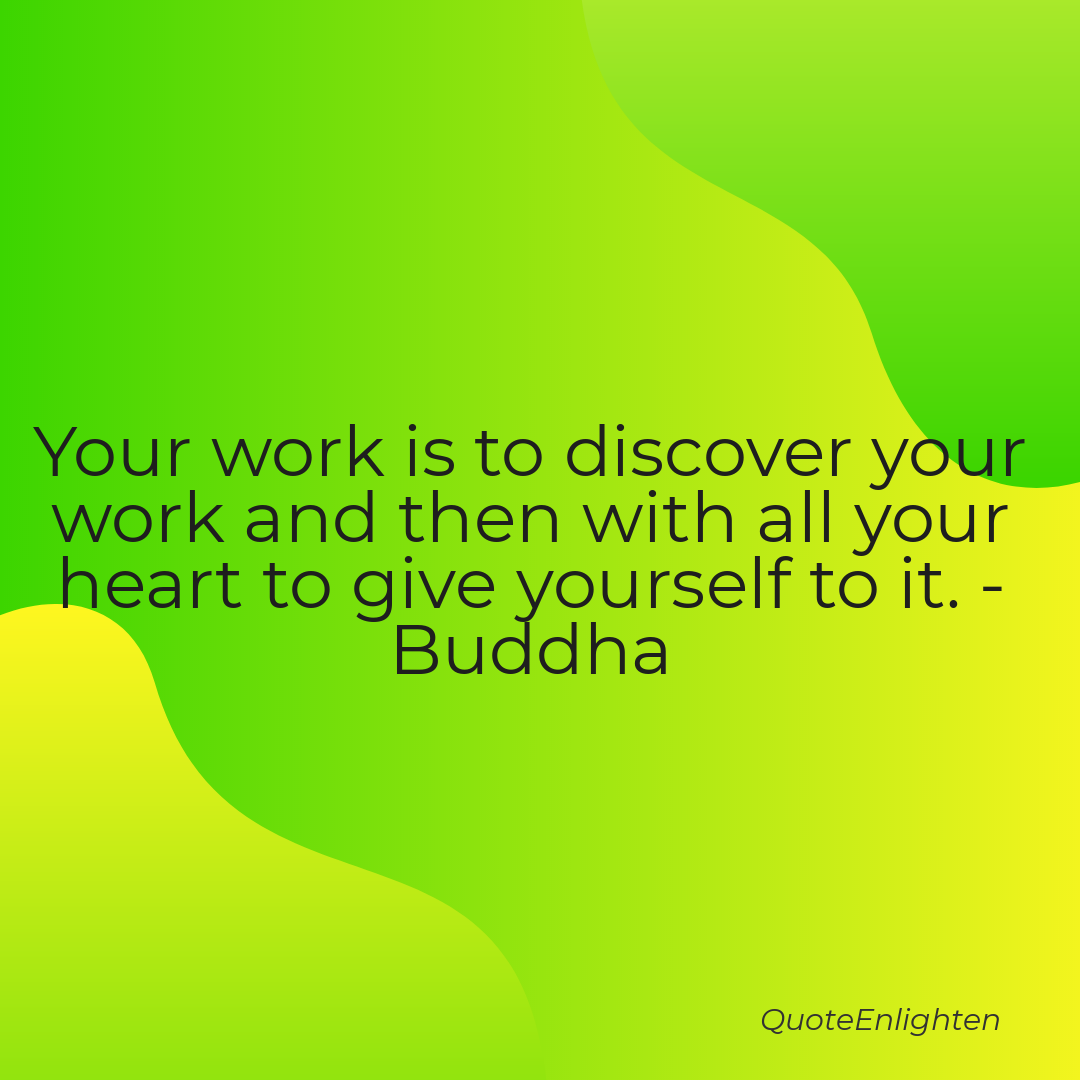 Your work is to discover your
work and then with all your
heart to give yourself to it. -
Buddha
QuoteEnlighten